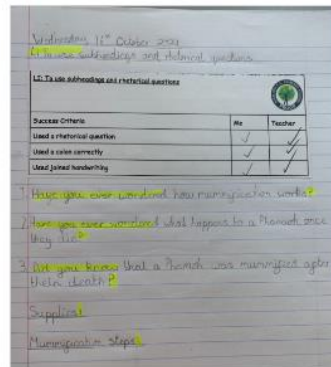 Wednesday 16th October 2024
LI: To use subheadings and rhetorical questions
LI: To use subheadings and rhetorical questions
Success Criteria Me Teacher
Used a rhetorical question
Used a colon correctly
Used joined handwriting
1. Have you ever wondered how mummification works?
2. Have you ever wondered what happens to a Pharaoh once
they die?
3. Did you know that a Pharaoh was mummified after
their death?
Supplies:
Mummification steps: